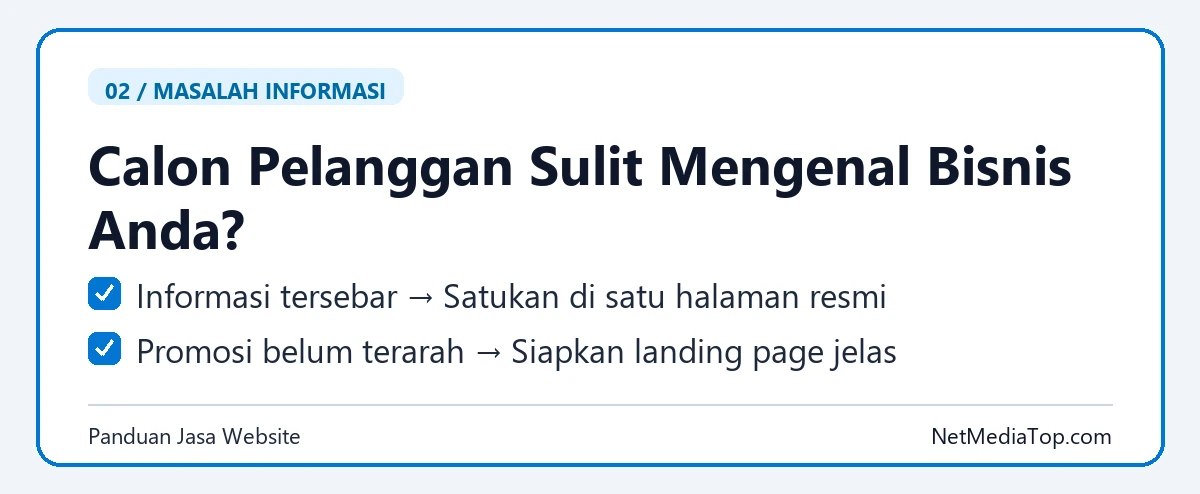 02 / MASALAH INFORMASI
Calon Pelanggan Sulit Mengenal Bisnis
Anda?
Informasi tersebar → Satukan di satu halaman resmi
Promosi belum terarah → Siapkan landing page jelas
Panduan Jasa Website
NetMediaTop.com